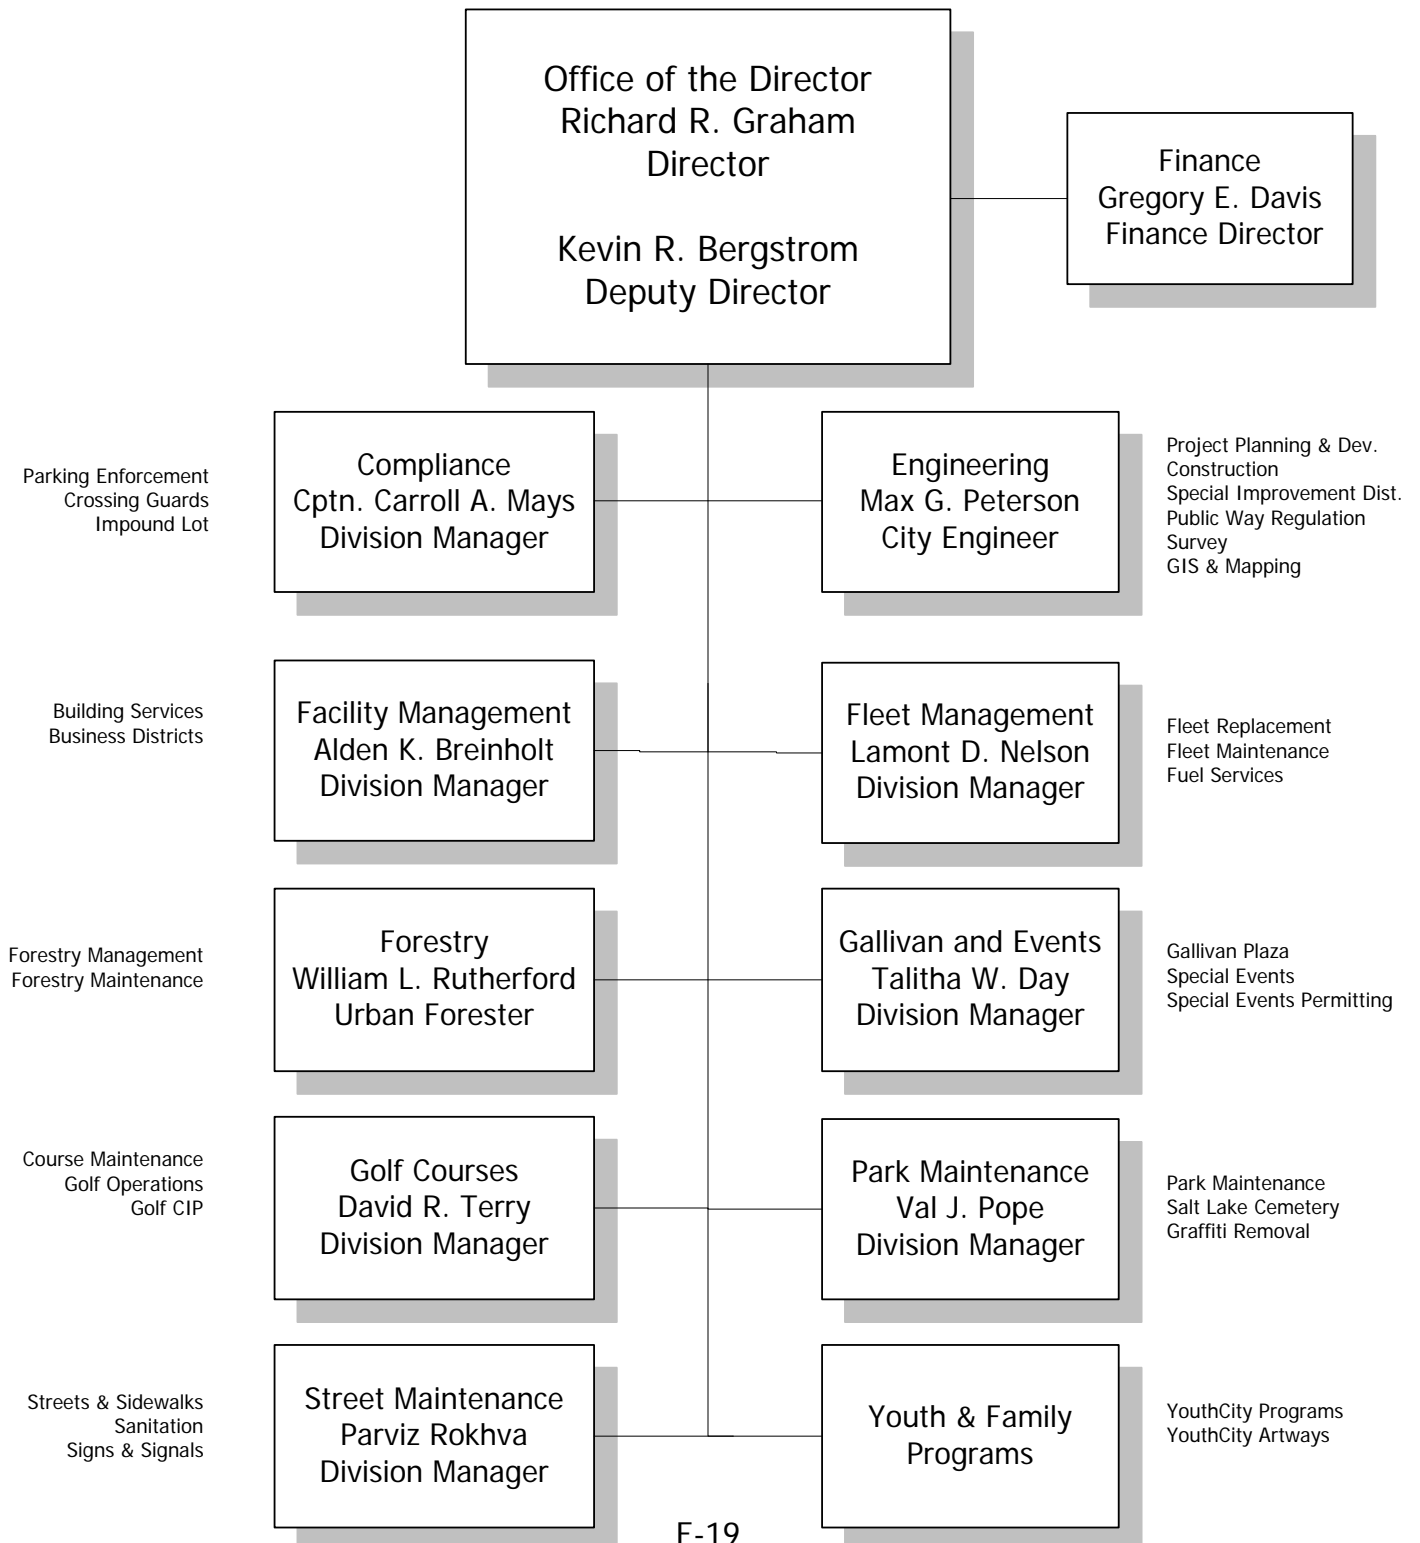 Office of the Director
Richard R. Graham
Director
Kevin R. Bergstrom
Deputy Director
Finance
Gregory E. Davis
Finance Director
Parking Enforcement
Crossing Guards
Impound Lot
Compliance
Cptn. Carroll A. Mays
Division Manager
Engineering
Max G. Peterson
City Engineer
Project Planning & Dev.
Construction
Special Improvement Dist.
Public Way Regulation
Survey
GIS & Mapping
Building Services
Business Districts
Facility Management
Alden K. Breinholt
Division Manager
Fleet Management
Lamont D. Nelson
Division Manager
Fleet Replacement
Fleet Maintenance
Fuel Services
Forestry Management
Forestry Maintenance
Forestry
William L. Rutherford
Urban Forester
Gallivan and Events
Talitha W. Day
Division Manager
Gallivan Plaza
Special Events
Special Events Permitting
Course Maintenance
Golf Operations
Golf CIP
Golf Courses
David R. Terry
Division Manager
Park Maintenance
Val J. Pope
Division Manager
Park Maintenance
Salt Lake Cemetery
Graffiti Removal
Streets & Sidewalks
Sanitation
Signs & Signals
Street Maintenance
Parviz Rokhva
Division Manager
Youth & Family
Programs
YouthCity Programs
YouthCity Artways